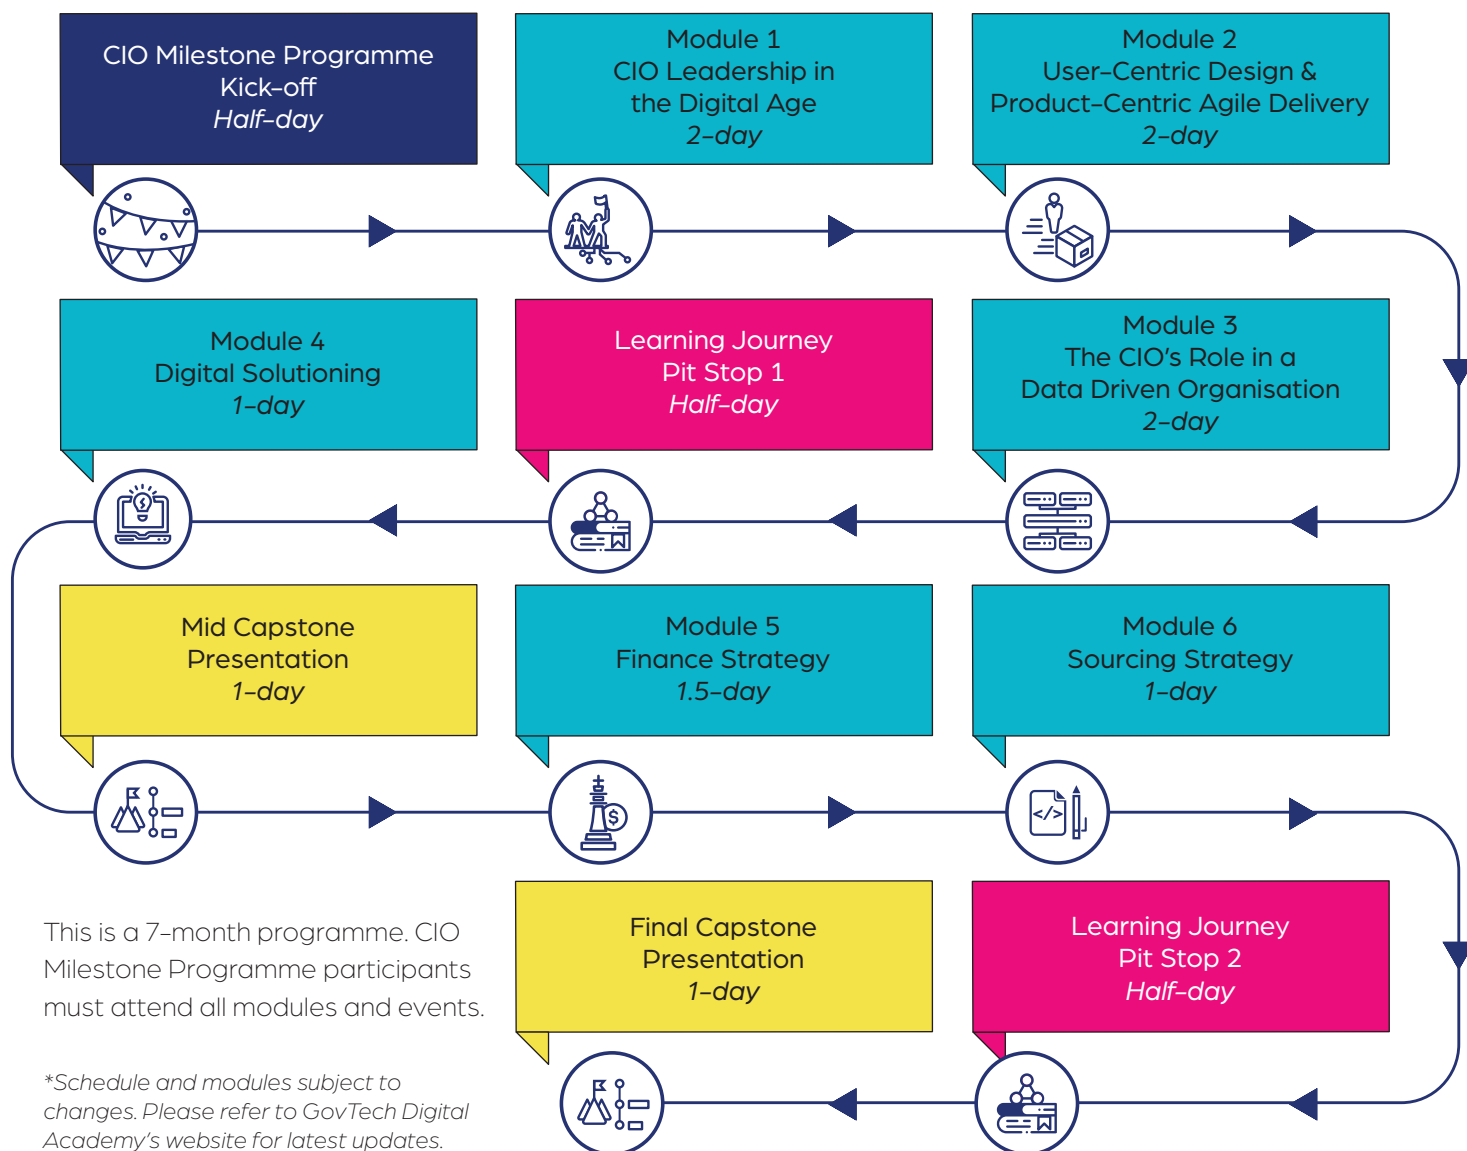 CIO Milestone Programme
Kick-off
Half-day
Module 1
CIO Leadership in
the Digital Age
2-day
Module 2
User-Centric Design &
Product-Centric Agile Delivery
2-day
Module 3
The CIO's Role in a
Data Driven Organisation
2-day
Learning Journey
Pit Stop 1
Half-day
Module 4
Digital Solutioning
1-day
Mid Capstone
Presentation
1-day
Module 5
Finance Strategy
1.5-day
$
Module 6
Sourcing Strategy
1-day
</>
Learning Journey
Pit Stop 2
Half-day
Final Capstone
Presentation
1-day
This is a 7-month programme. CIO
Milestone Programme participants
must attend all modules and events.
*Schedule and modules subject to
changes. Please refer to GovTech Digital
Academy's website for latest updates.